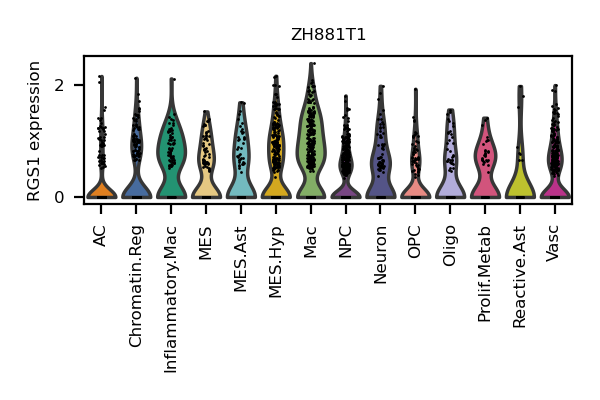 ZH881T1
RGS1 expression
2
0
AC
Chromatin.Reg
Inflammatory.Mac
MES
MES.Ast
MES.Hyp
Mac
NPC
Neuron
OPC
Oligo
Prolif.Metab
Reactive.Ast
Vasc